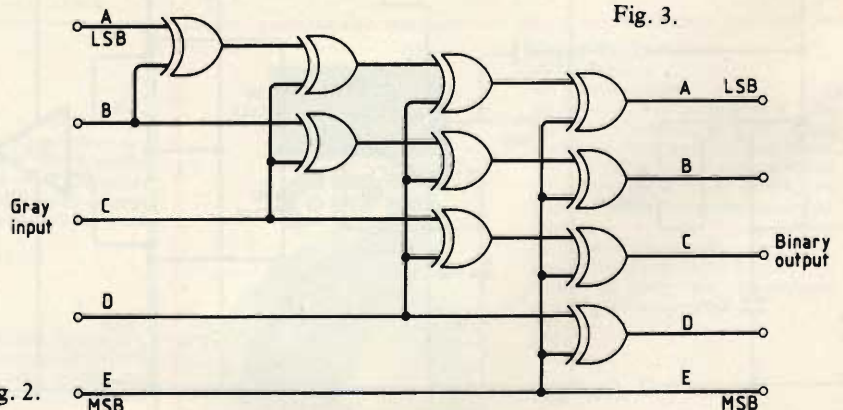 Fig. 3.
A
LSB
A LSB
B
B
Gray
input
C
C
Binary
output
D
D
g. 2.
E
MSB
E
MSB